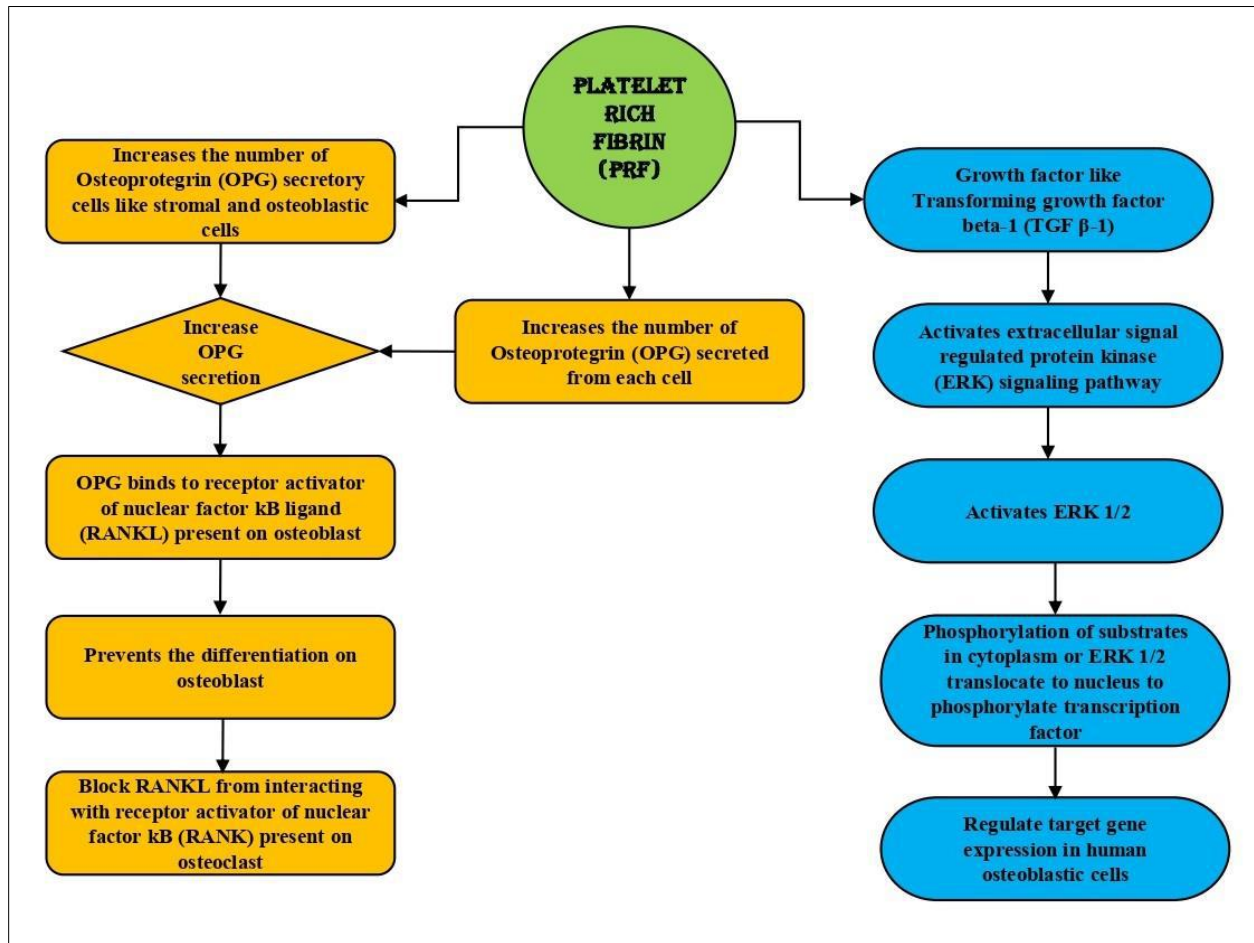 PLATELET
RICH
FIBRIN
(PRF)
Increases the number of
Osteoprotegrin (OPG) secretory
cells like stromal and osteoblastic
cells
Increase
OPG
secretion
Increases the number of
Osteoprotegrin (OPG) secreted
from each cell
OPG binds to receptor activator
of nuclear factor kB ligand
(RANKL) present on osteoblast
Prevents the differentiation on
osteoblast
Block RANKL from interacting
with receptor activator of nuclear
factor kB (RANK) present on
osteoclast
Growth factor like
Transforming growth factor
beta-1 (TGF β-1)
Activates extracellular signal
regulated protein kinase
(ERK) signaling pathway
Activates ERK 1/2
Phosphorylation of substrates
in cytoplasm or ERK 1/2
translocate to nucleus to
phosphorylate transcription
factor
Regulate target gene
expression in human
osteoblastic cells